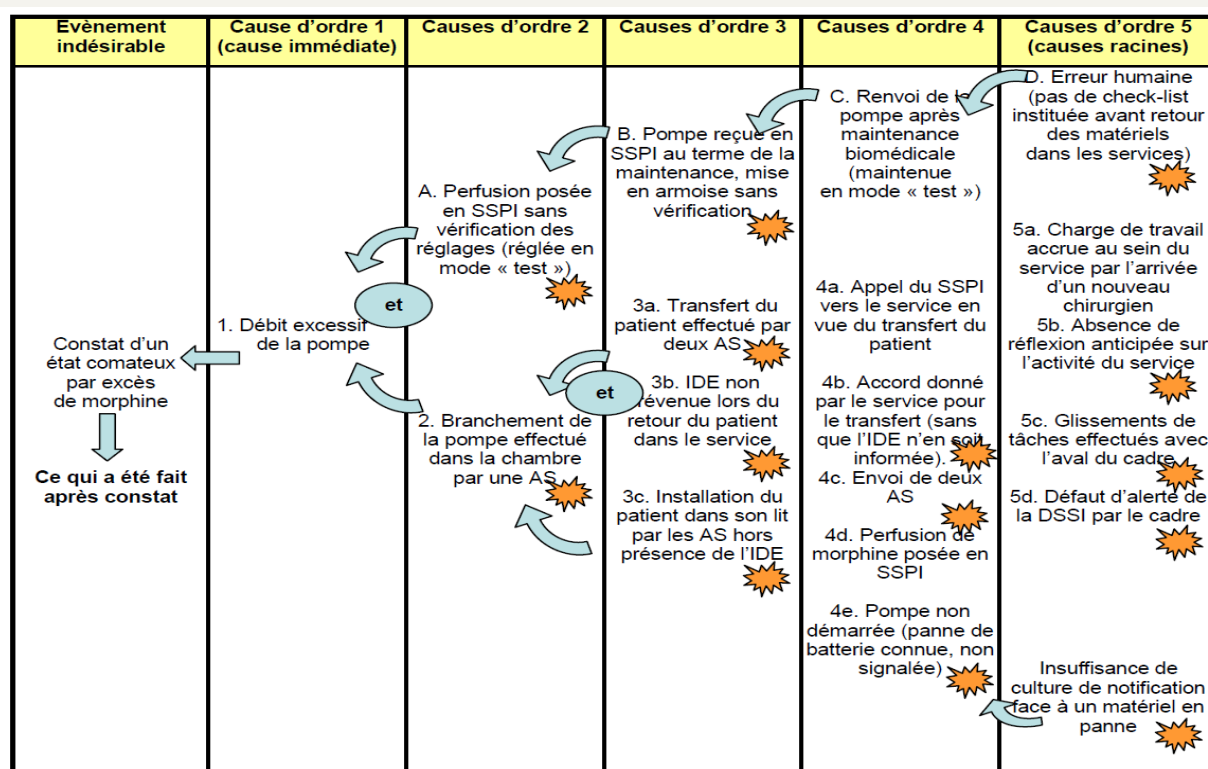 Evènement
indésirable
Cause d'ordre 1
(cause immédiate)
Causes d'ordre 2
Causes d'ordre 3
Causes d'ordre 4
Causes d'ordre 5
(causes racines)
Constat d'un
état comateux
par excès
de morphine
Ce qui a été fait
après constat
1. Débit excessif
de la pompe
A. Perfusion posée
en SSPI sans
vérification des
réglages (réglée en
mode « test »)
et
2. Branchement de
la pompe effectué
dans la chambre
par une AS
B. Pompe reçue en
SSPI au terme de la
maintenance, mise
en armoise sans
vérification
3a. Transfert du
patient effectué par
deux AS
et
3b. IDE non
révenue lors du
retour du patient
dans le service
3c. Installation du
patient dans son lit
par les AS hors
présence de l'IDE
C. Renvoi de la
pompe après
maintenance
biomédicale
(maintenue
en mode « test »)
4a. Appel du SSPI
vers le service en
vue du transfert du
patient
4b. Accord donné
par le service pour
le transfert (sans
que l'IDE n'en soit
informée).
4c. Envoi de deux
AS
4d. Perfusion de
morphine posée en
SSPI
4e. Pompe non
démarrée (panne de
batterie connue, non
signalée)
D. Erreur humaine
(pas de check-list
instituée avant retour
des matériels
dans les services)
5a. Charge de travail
accrue au sein du
service par l'arrivée
d'un nouveau
chirurgien
5b. Absence de
réflexion anticipée sur
l'activité du service
5c. Glissements de
tâches effectués avec
l'aval du cadre
5d. Défaut d'alerte de
la DSSI par le cadre
Insuffisance de
culture de notification
face à un matériel en
panne